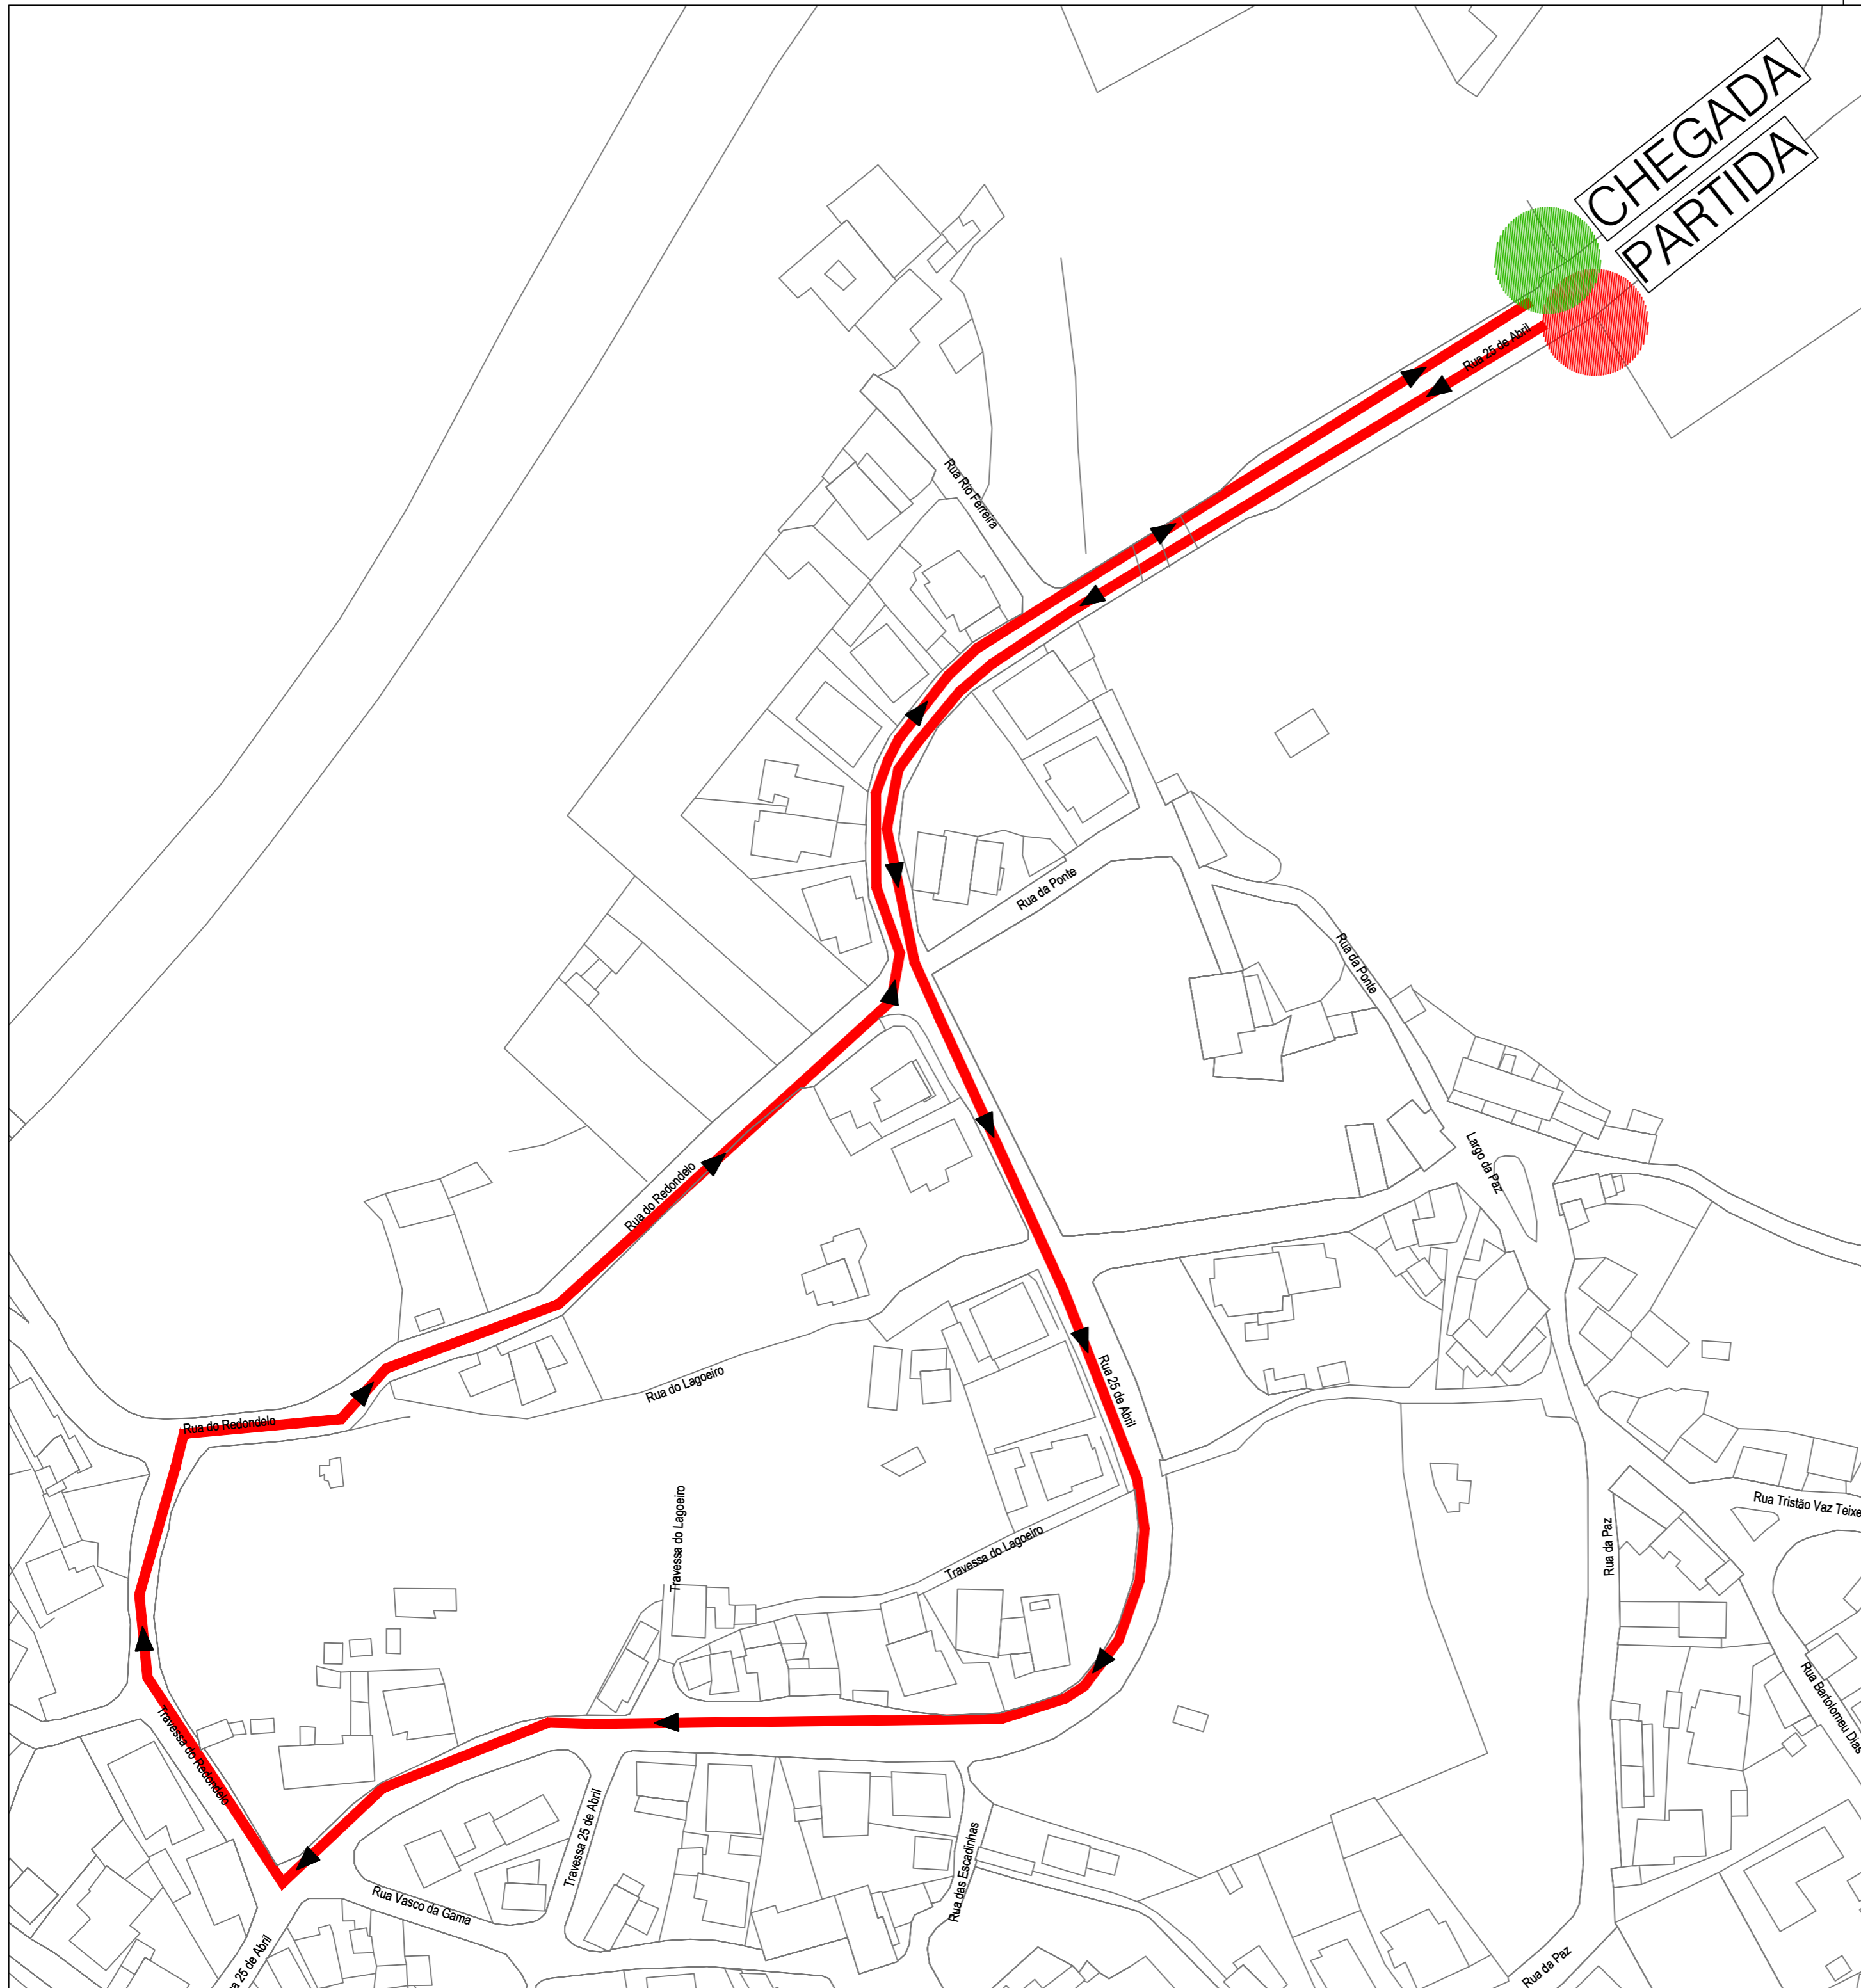 CHEGADA
PARTIDA
Rua 25 de Abril
Rua Rio Ferreira
Rua da Ponte
Rua da Ponte
Largo da Paz
Rua do Redondelo
Rua 25 de Abril
Rua do Lagoeiro
Rua do Redondelo
Travessa do Lagoeiro
Travessa do Lagoeiro
Rua Tristão Vaz Teixe
Rua da Paz
Rua Bartolomeu Dias
Travessa do Redondelo
Travessa 25 de Abril
Rua das Escadinhas
Rua Vasco da Gama
a 25 de Abril
Rua da Paz